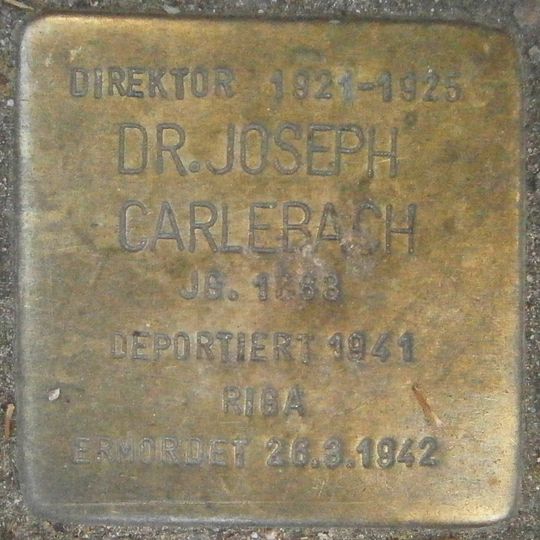 DIREKTOR 1921-1925
DR. JOSEPH
CARLEBACH
JG. 1883
DEPORTIERT 1941
RIGA
ERMORDET 26.3.1942